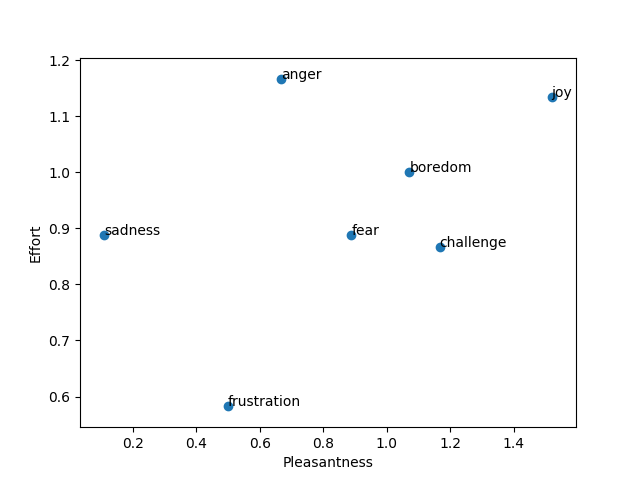 anger
joy
boredom
sadness
fear
challenge
frustration
1.2
1.1
1.0
0.9
0.8
0.7
0.6
Effort
0.2 0.4 0.6 0.8 1.0 1.2 1.4
Pleasantness